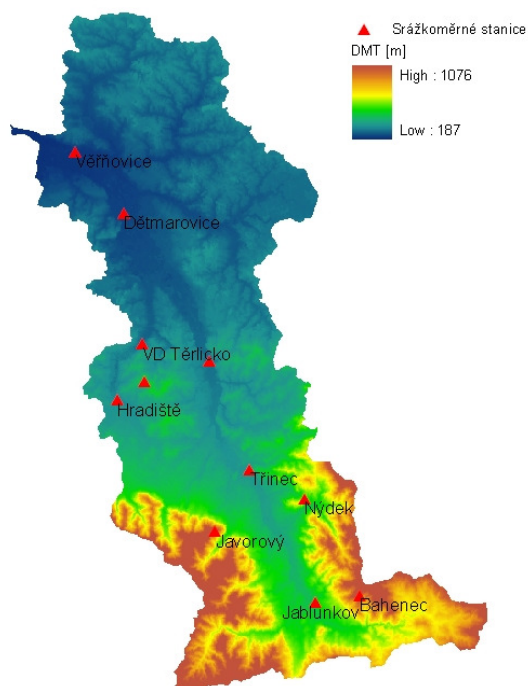 Srážkoměrné stanice
DMT [m]
High : 1076
Low : 187
Věřňovice
Dětmarovice
VD Těrlicko
Hradiště
Třinec
Nýdek
Javorový
Jablunkov
Bahenec